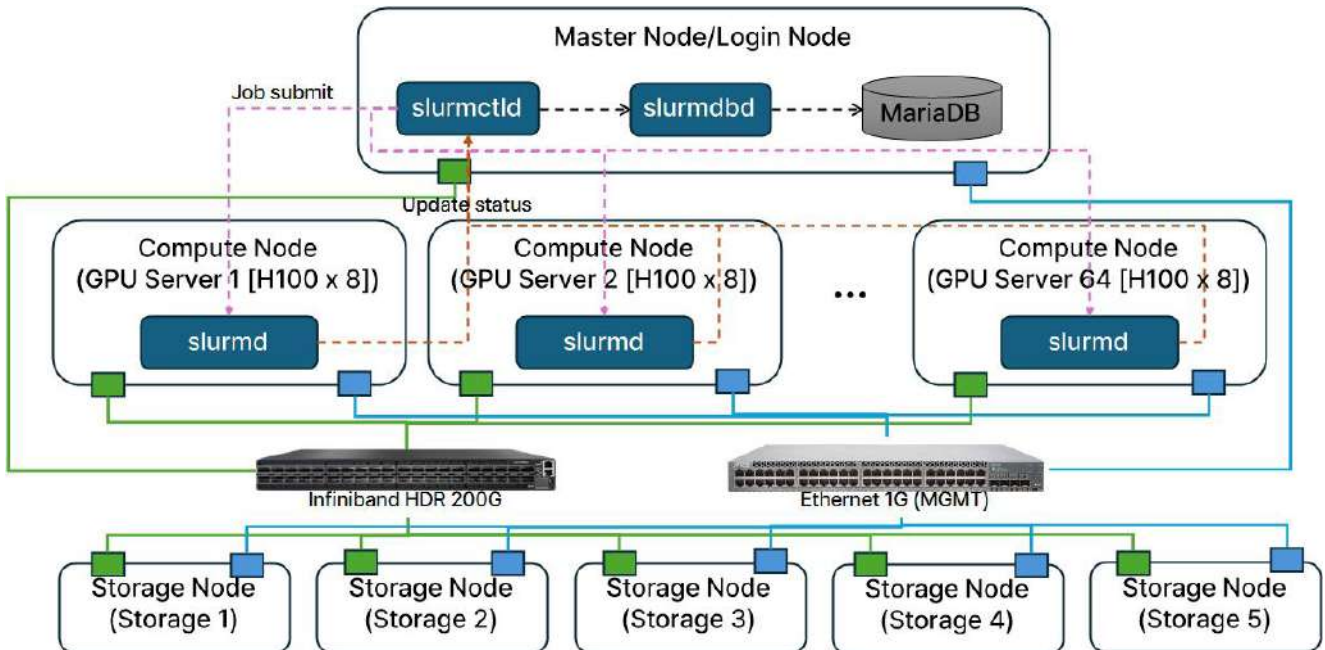 Master Node/Login Node
Job submit
slurmctld
slurmdbd
MariaDB
Update status
Compute Node
(GPU Server 1 [H100 x 8])
slurmd
Compute Node
(GPU Server 2 [H100 x 8])
slurmd
...
Compute Node
(GPU Server 64 [H100 x 8])
slurmd
Infiniband HDR 200G
Ethernet 1G (MGMT)
Storage Node
(Storage 1)
Storage Node
(Storage 2)
Storage Node
(Storage 3)
Storage Node
(Storage 4)
Storage Node
(Storage 5)